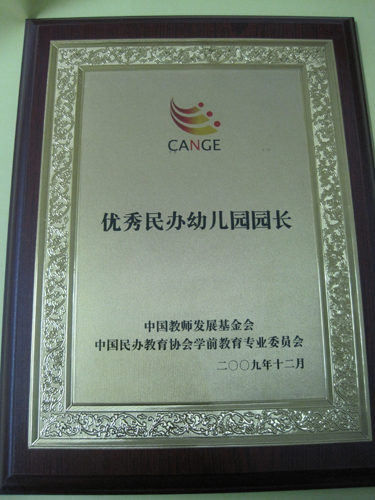 CANGE
优秀民办幼儿园园长
中国教师发展基金会
中国民办教育协会学前教育专业委员会
二〇〇九年十二月